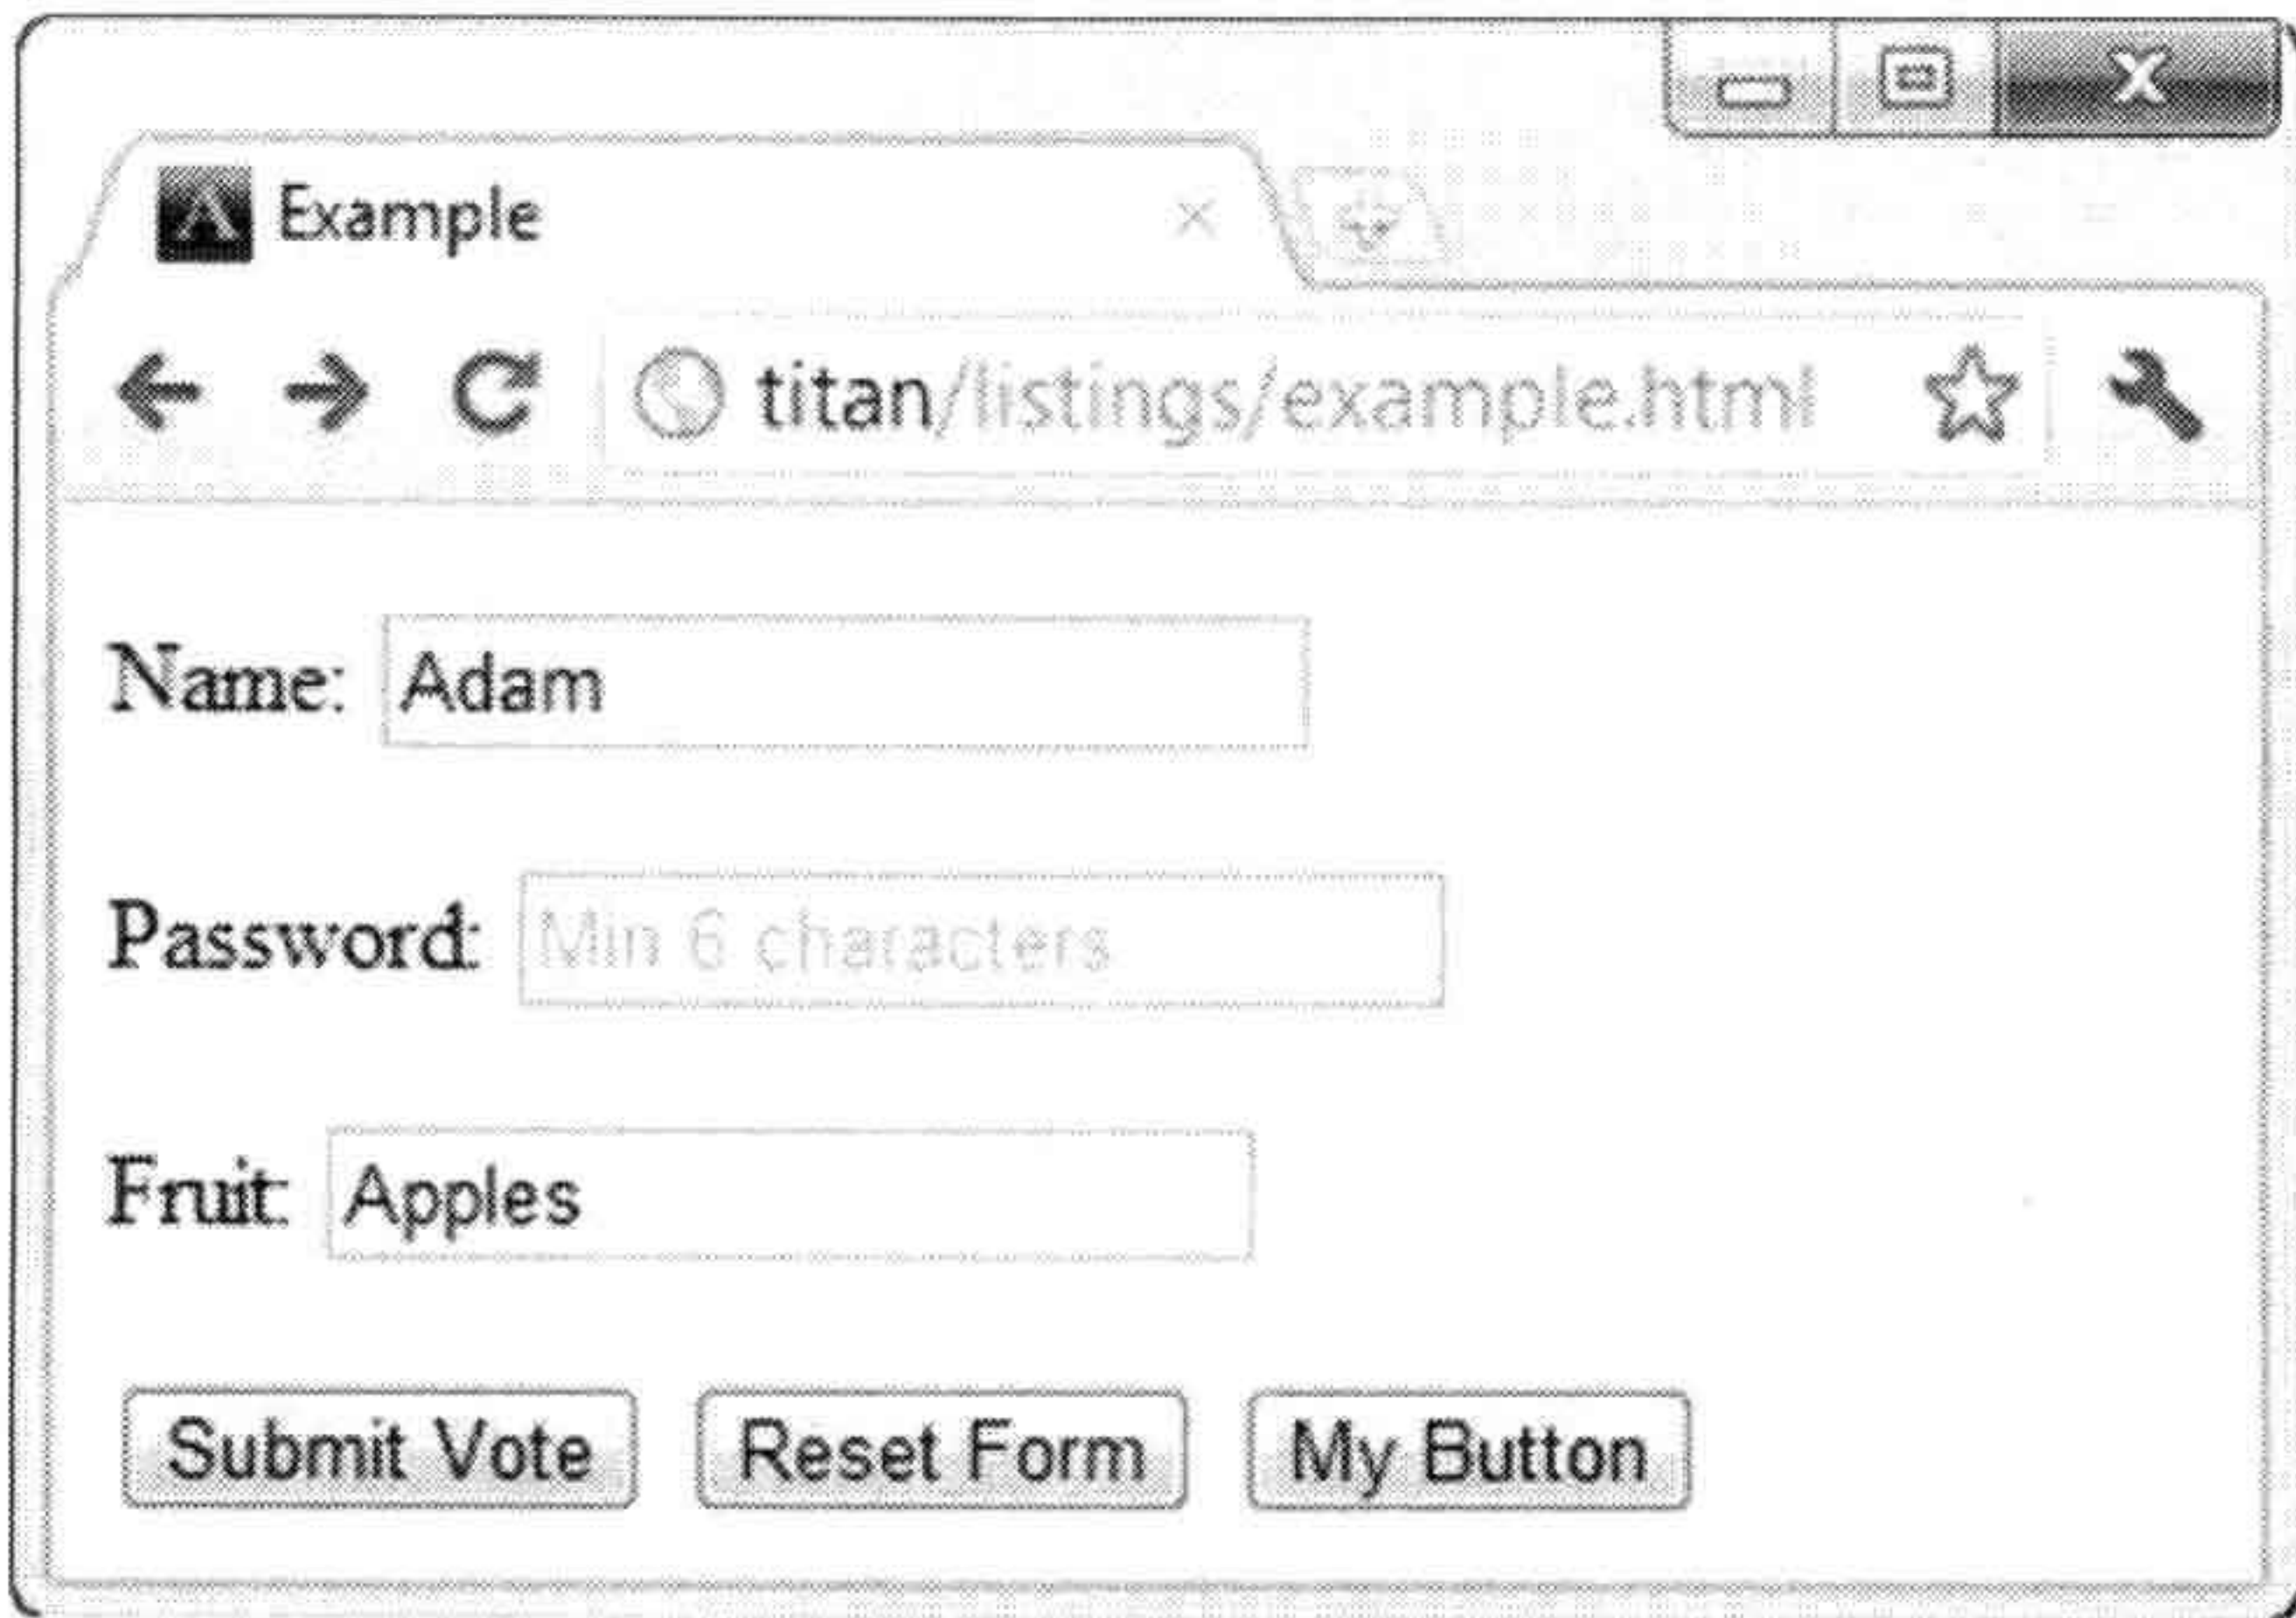 Example
titan/listings/example.html
Name: Adam
Password: Min 6 characters
Fruit: Apples
Submit Vote Reset Form My Button